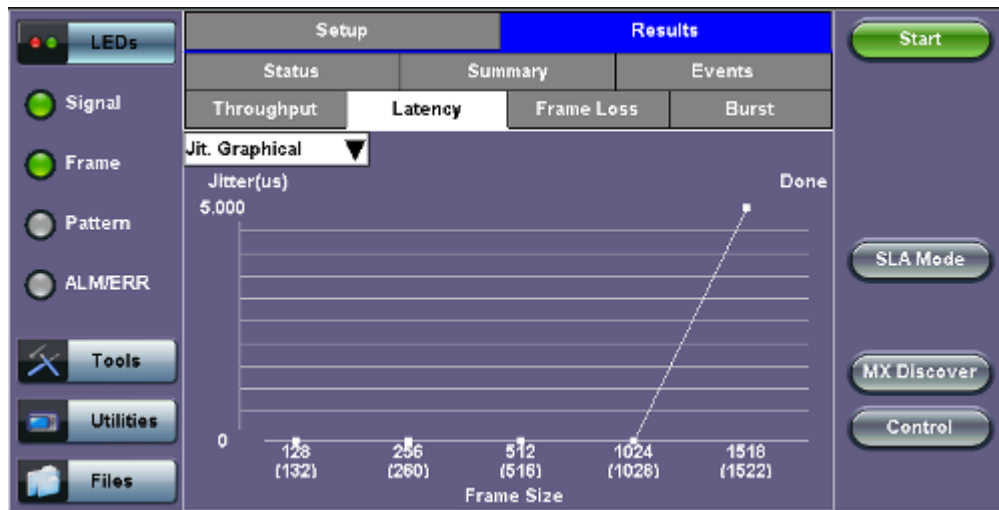 LEDs
Signal
Frame
Pattern
ALM/ERR
Tools
Utilities
Files
Setup Results
Status Summary Events
Throughput Latency Frame Loss Burst
Jit. Graphical
Jitter(us) Done
5.000
0
128 256 512 1024 1518
(132) (260) (516) (1028) (1522)
Frame Size
Start
SLA Mode
MX Discover
Control